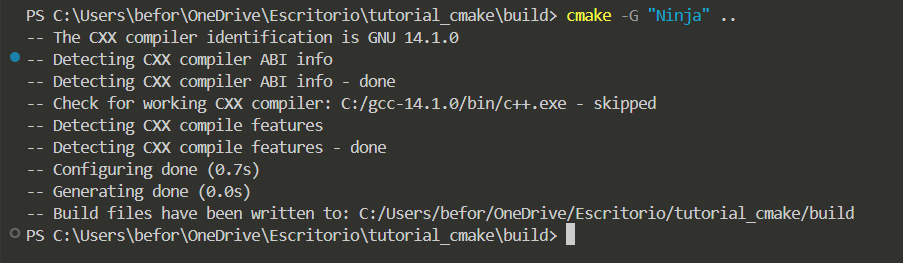 PS C:\Users\befor\OneDrive\Escritorio\tutorial_cmake\build> cmake -G "Ninja" ..
-- The CXX compiler identification is GNU 14.1.0
-- Detecting CXX compiler ABI info
-- Detecting CXX compiler ABI info - done
-- Check for working CXX compiler: C:/gcc-14.1.0/bin/c++.exe - skipped
-- Detecting CXX compile features
-- Detecting CXX compile features - done
-- Configuring done (0.7s)
-- Generating done (0.0s)
-- Build files have been written to: C:/Users/befor/OneDrive/Escritorio/tutorial_cmake/build
PS C:\Users\befor\OneDrive\Escritorio\tutorial_cmake\build>